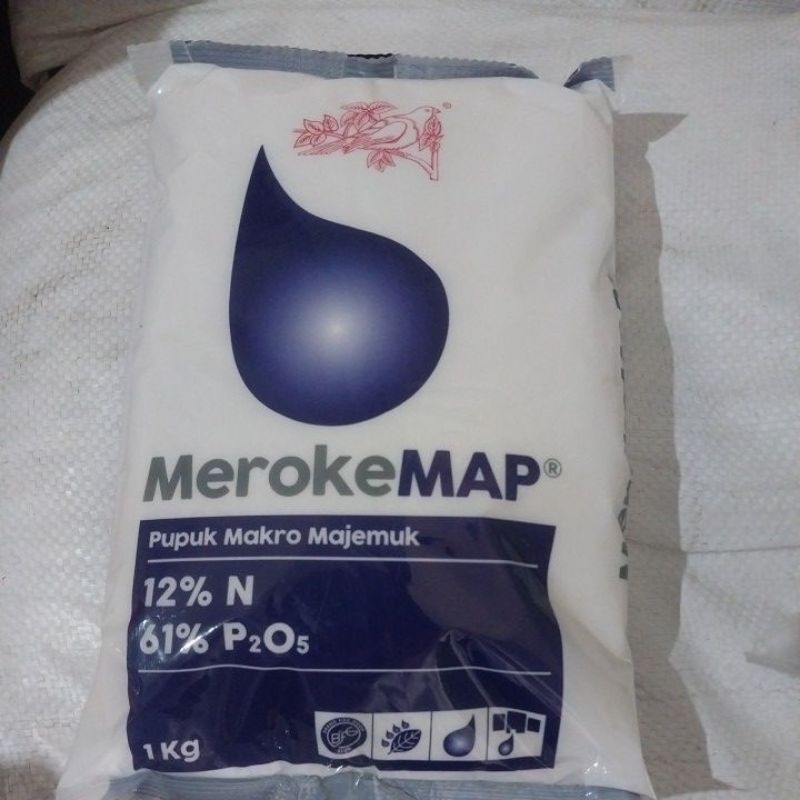 MerokeMAP®
Pupuk Makro Majemuk
12% N
61% P₂O₅
1 Kg